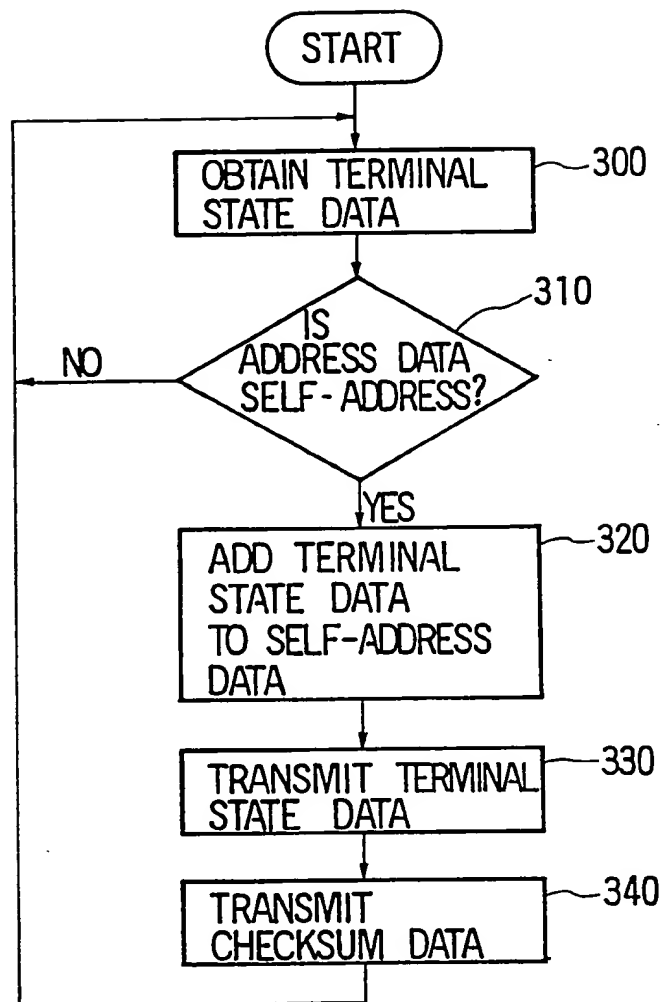 START
OBTAIN TERMINAL
STATE DATA
300
IS
ADDRESS DATA
SELF-ADDRESS?
310
NO
YES
ADD TERMINAL
STATE DATA
TO SELF-ADDRESS
DATA
320
TRANSMIT TERMINAL
STATE DATA
330
TRANSMIT
CHECKSUM DATA
340